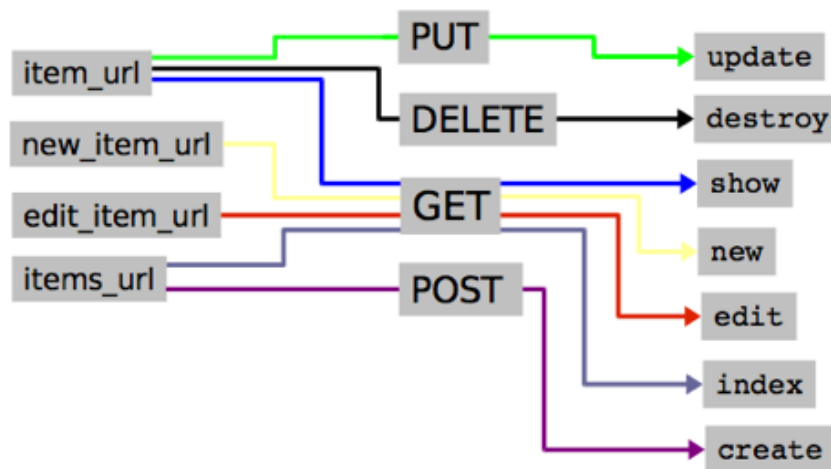 item_url
new_item_url
edit_item_url
items_url
PUT
DELETE
GET
POST
update
destroy
show
new
edit
index
create